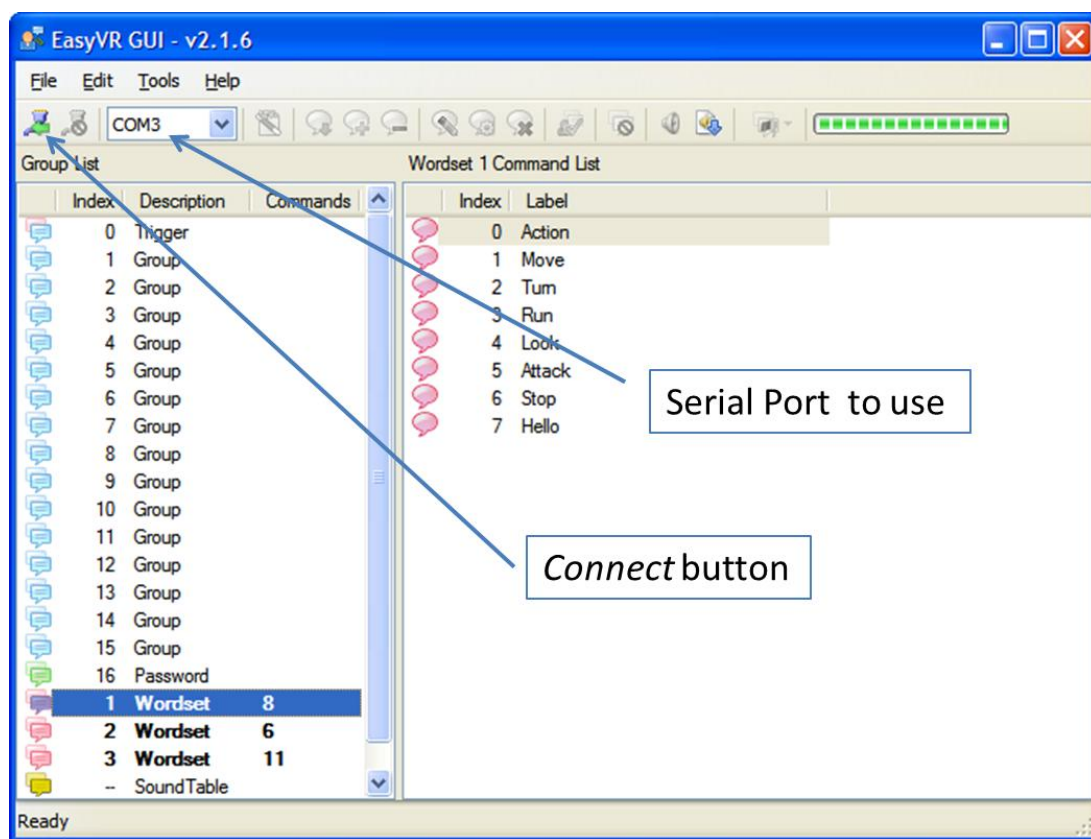 EasyVR GUI - v2.1.6
File Edit Tools Help
COM3
Group List
Wordset 1 Command List
Index Description Commands
0 Trigger
1 Group
2 Group
3 Group
4 Group
5 Group
6 Group
7 Group
8 Group
9 Group
10 Group
11 Group
12 Group
13 Group
14 Group
15 Group
16 Password
1 Wordset 8
2 Wordset 6
3 Wordset 11
-- SoundTable
Index Label
0 Action
1 Move
2 Turn
3 Run
4 Look
5 Attack
6 Stop
7 Hello
Serial Port to use
Connect button
Ready